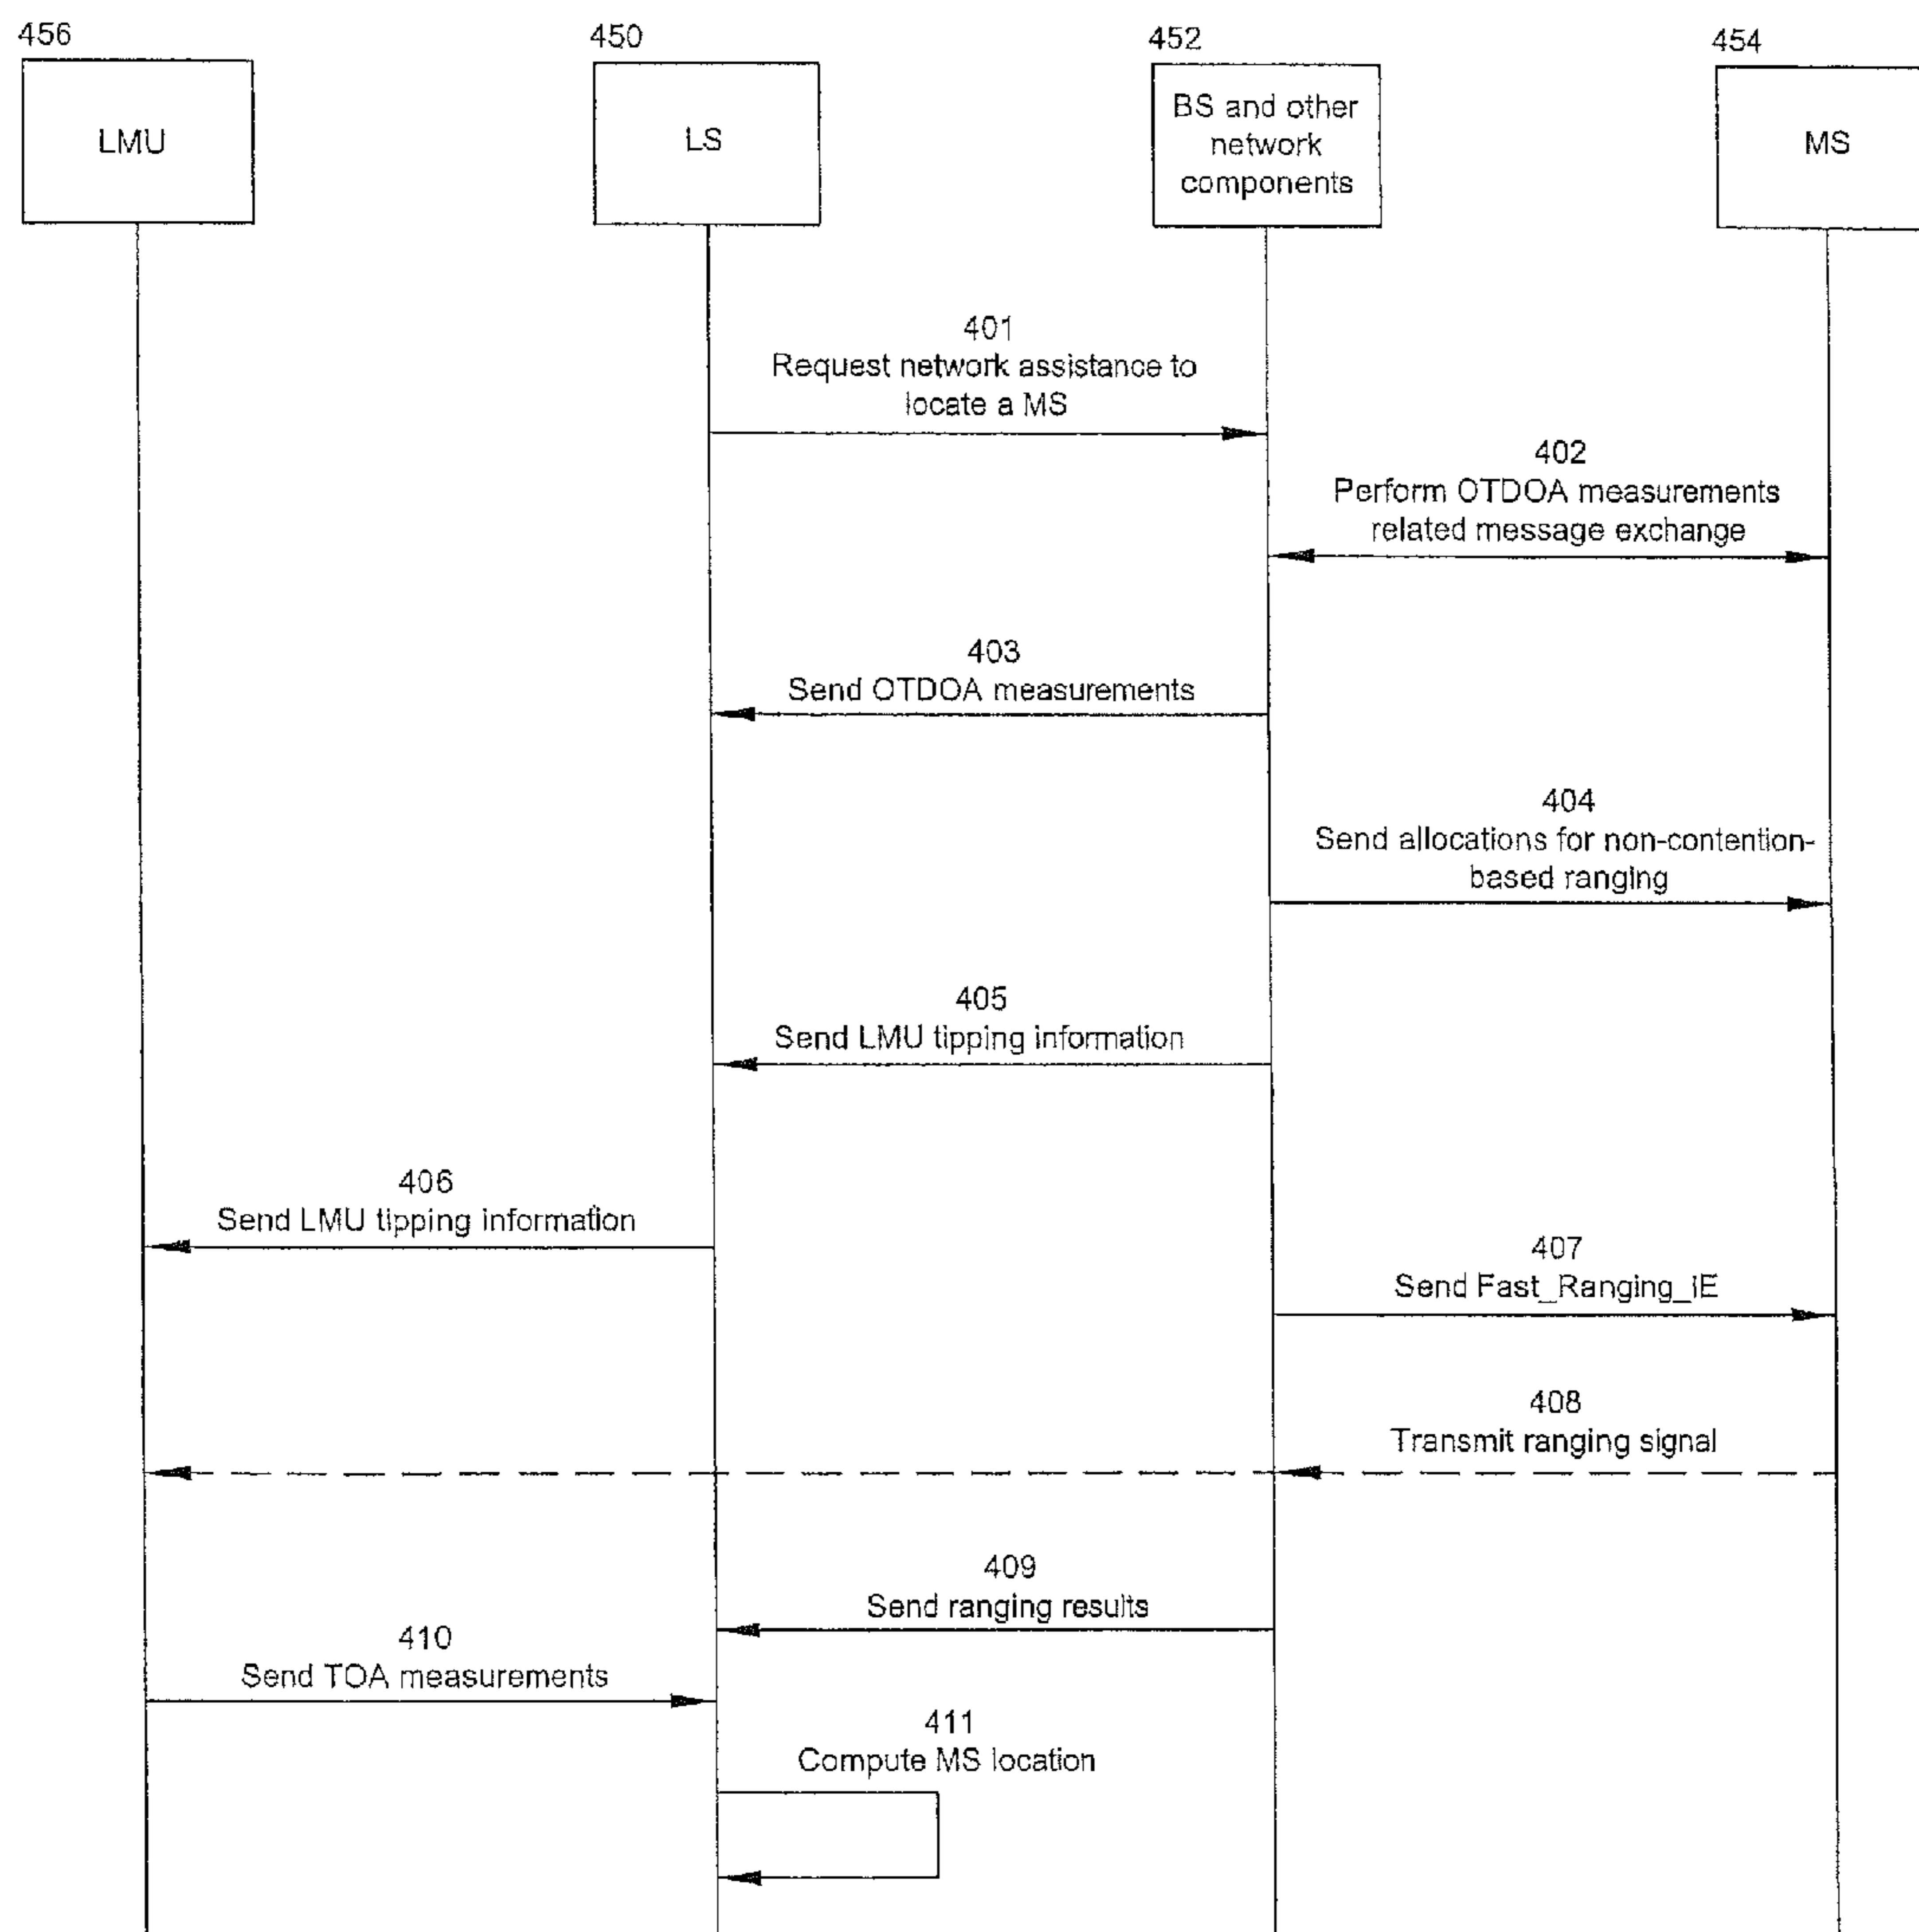 456
450
452
454
LMU
LS
BS and other
network
components
MS
401
Request network assistance to
locate a MS
402
Perform OTDOA measurements
related message exchange
403
Send OTDOA measurements
404
Send allocations for non-contention-
based ranging
405
Send LMU tipping information
406
Send LMU tipping information
407
Send Fast_Ranging_IE
408
Transmit ranging signal
409
Send ranging results
410
Send TOA measurements
411
Compute MS location